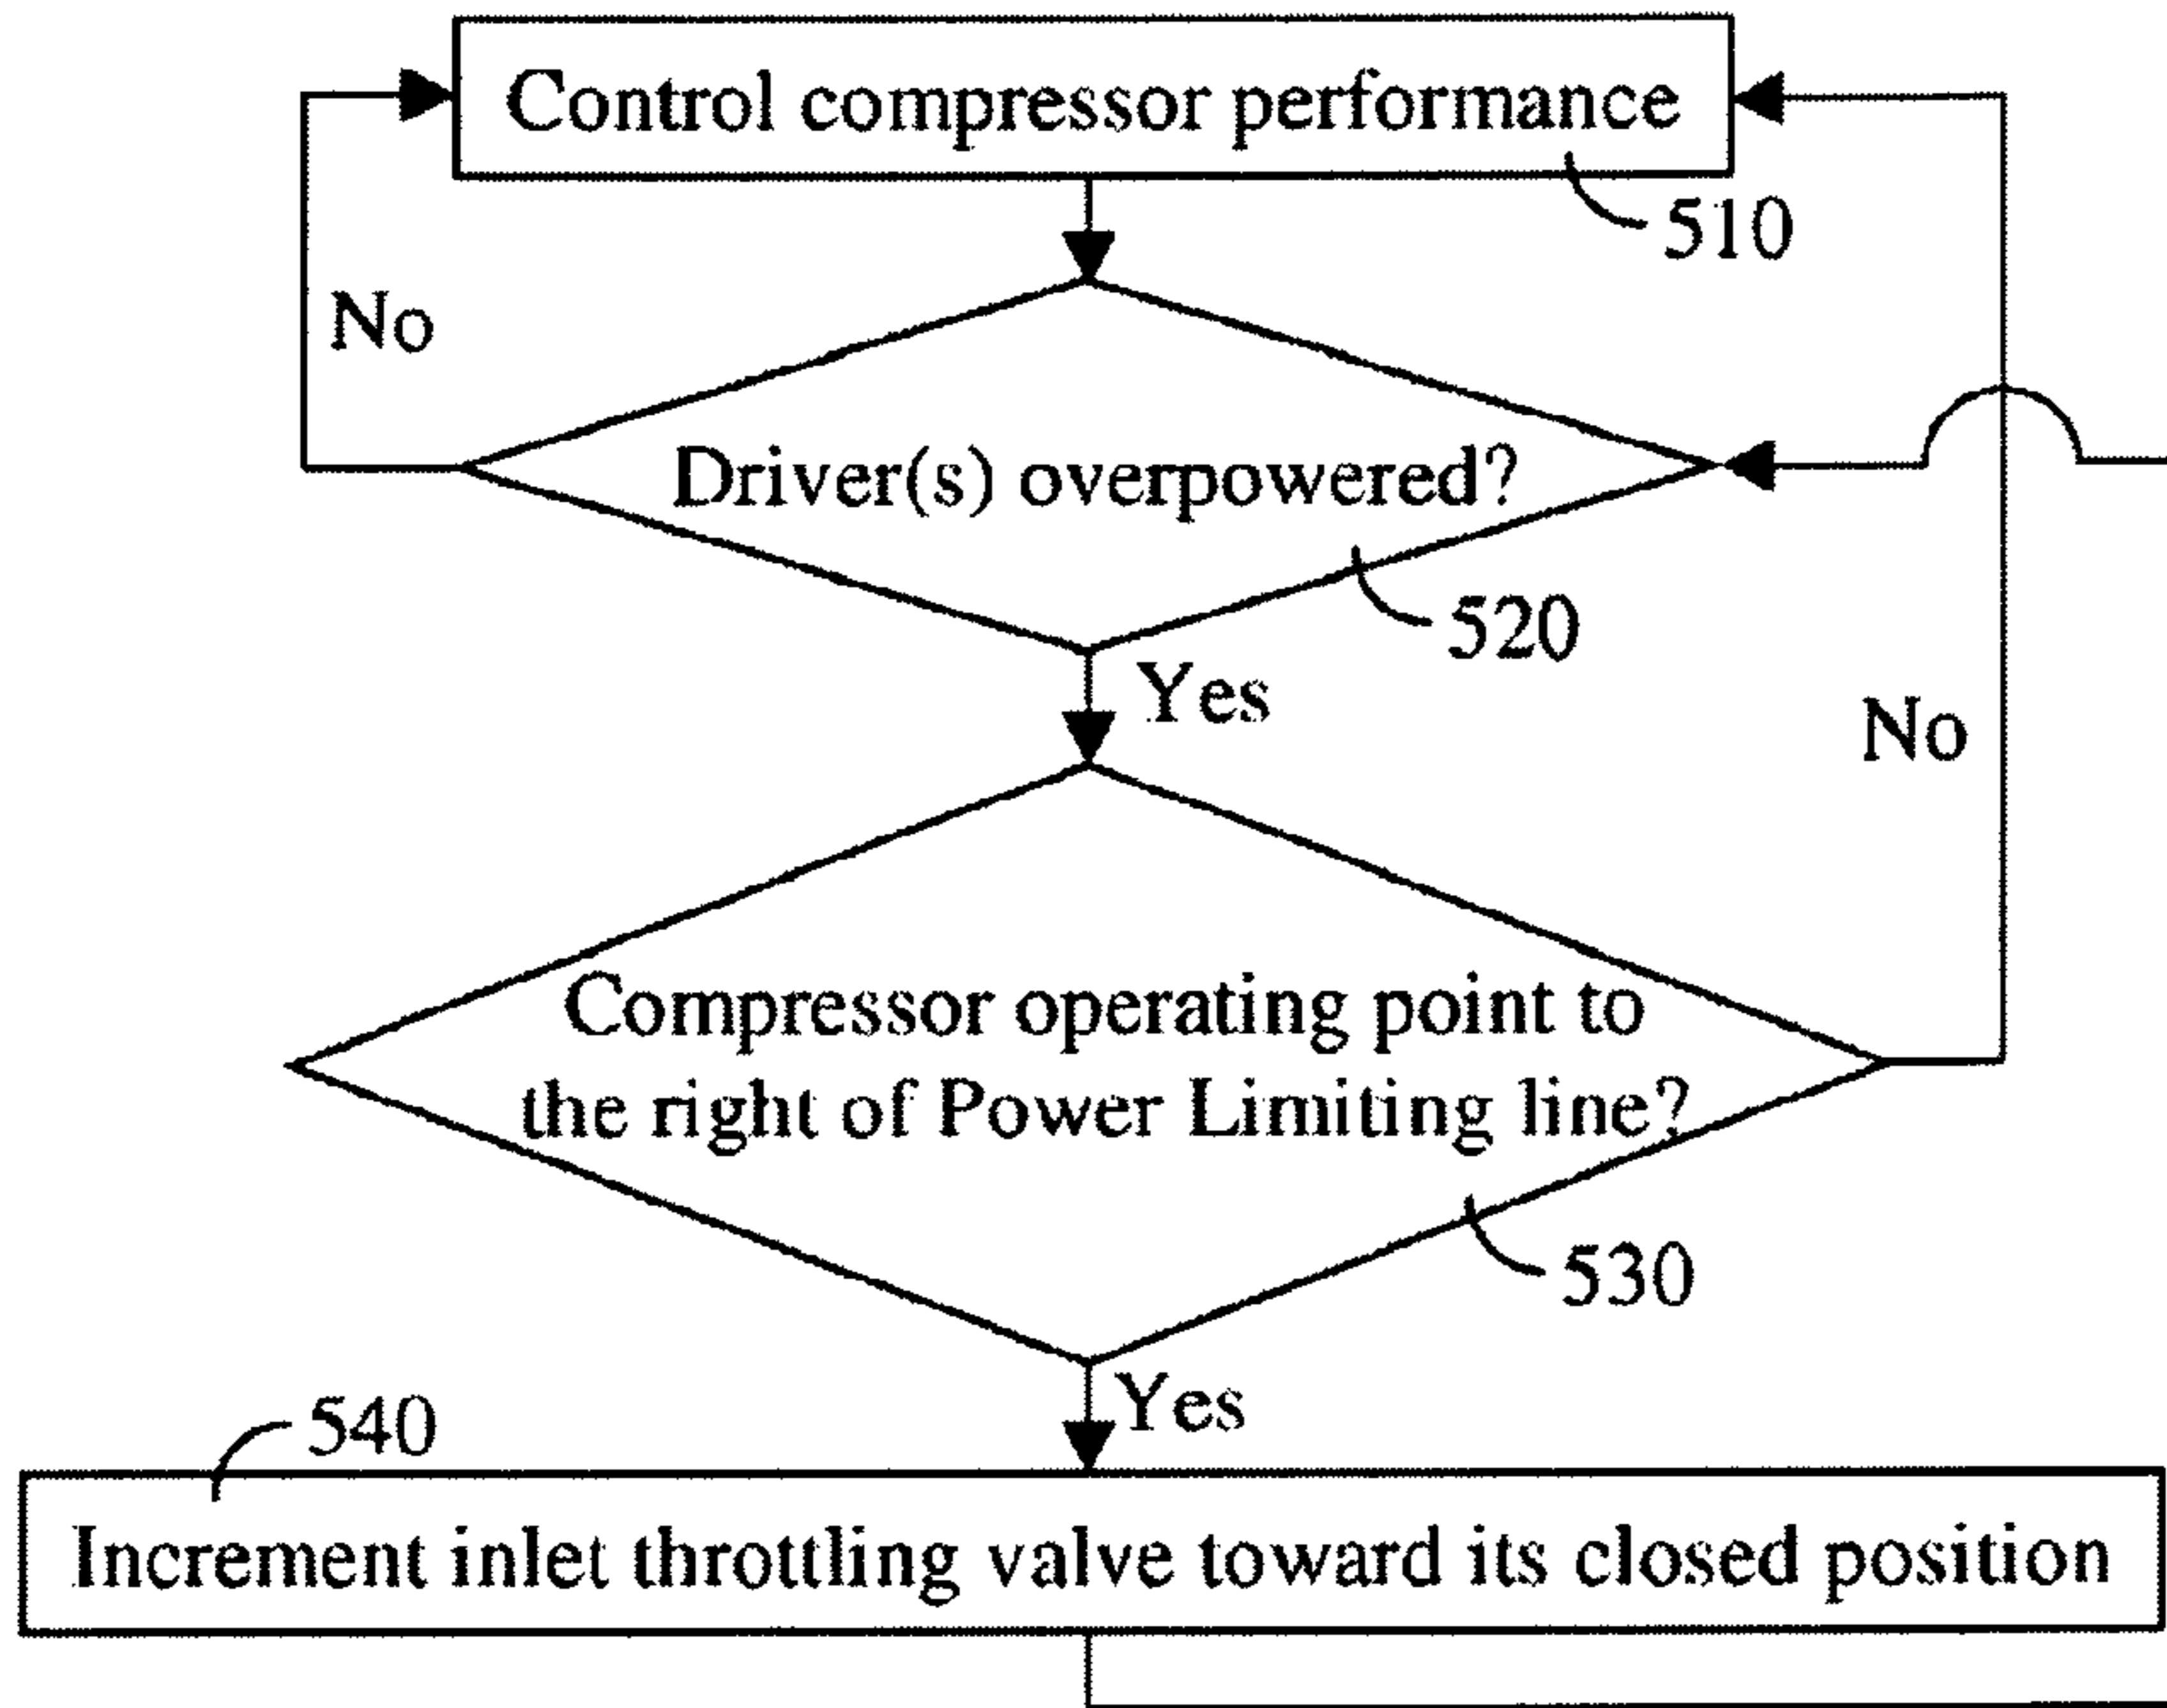 Control compressor performance
510
No
Driver(s) overpowered?
520
Yes
No
Compressor operating point to
the right of Power Limiting line?
530
Yes
540
Increment inlet throttling valve toward its closed position